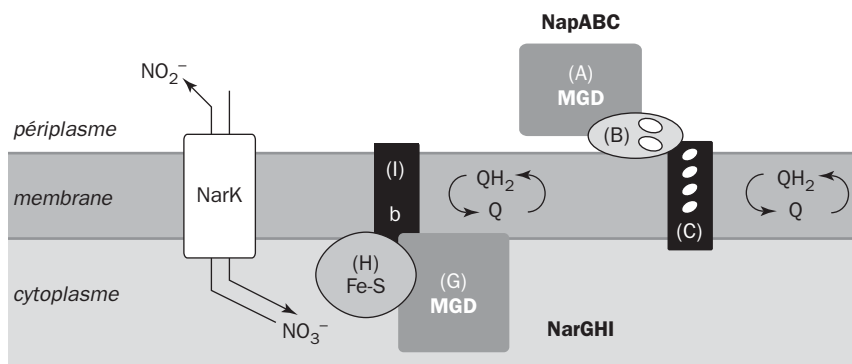 NapABC
NO₂⁻
(A)
MGD
périplasme
(B)
membrane
NarK
(I)
b
QH₂
Q
QH₂
Q
(C)
cytoplasme
(H)
Fe-S
(G)
MGD
NO₃⁻
NarGHI